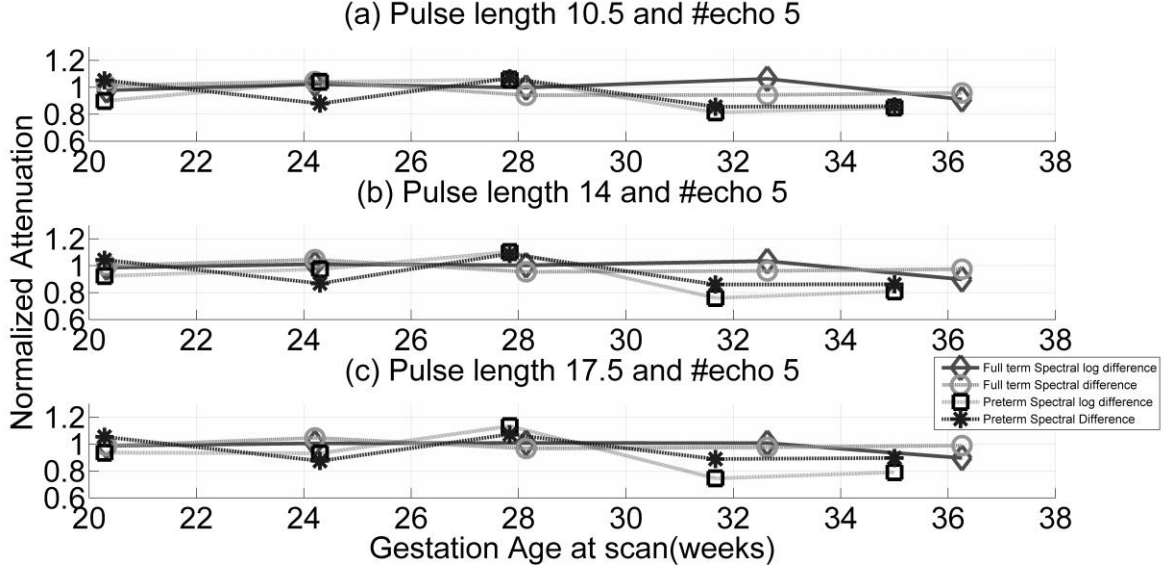 (a) Pulse length 10.5 and #echo 5
1.2
1
0.8
0.6
20 22 24 26 28 30 32 34 36 38
(b) Pulse length 14 and #echo 5
Normalized Attenuation
1.2
1
0.8
0.6
20 22 24 26 28 30 32 34 36 38
(c) Pulse length 17.5 and #echo 5
Full term Spectral log difference
Full term Spectral difference
Preterm Spectral log difference
Preterm Spectral Difference
1.2
1
0.8
0.6
20 22 24 26 28 30 32 34 36 38
Gestation Age at scan(weeks)